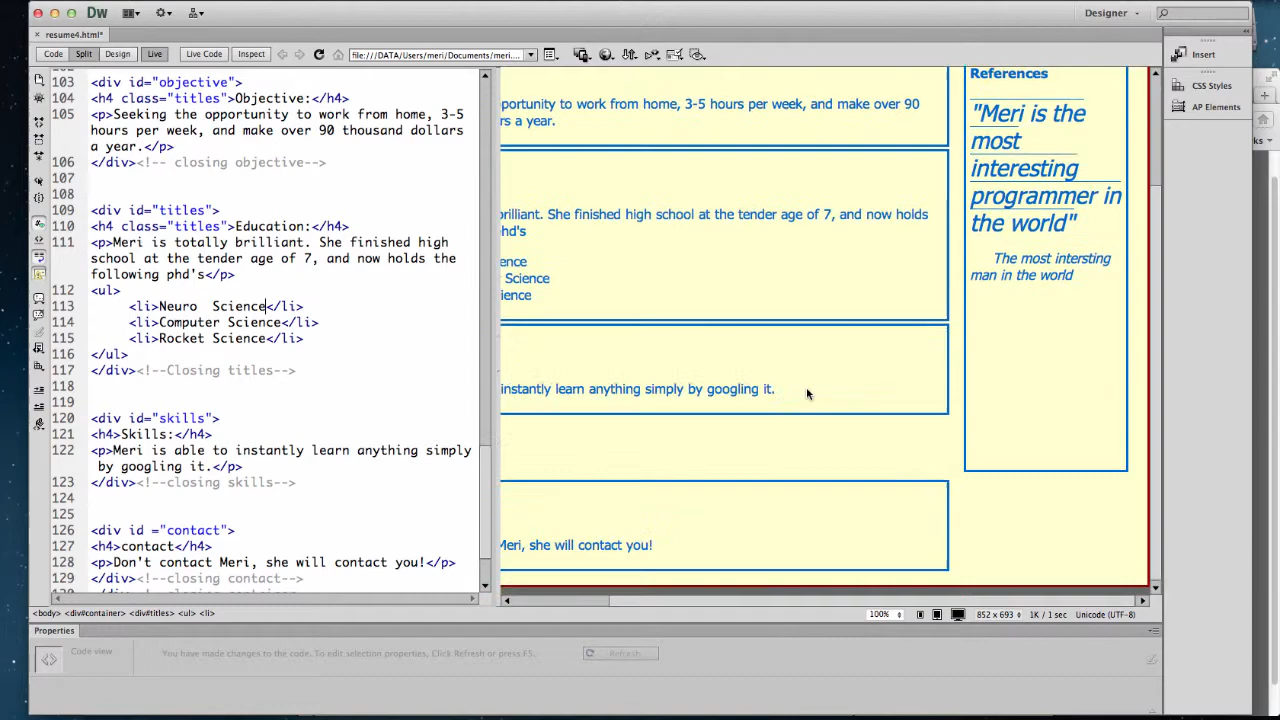 Dw
Designer
resume4.html*
Code Split Design Live Live Code Inspect file:///DATA/Users/meri/Documents/meri....
103 <div id="objective">
104 <h4 class="titles">Objective:</h4>
105 <p>Seeking the opportunity to work from home, 3-5
hours per week, and make over 90 thousand dollars
a year.</p>
106 </div><!-- closing objective-->
107
108
109 <div id="titles">
110 <h4 class="titles">Education:</h4>
111 <p>Meri is totally brilliant. She finished high
school at the tender age of 7, and now holds the
following phd's</p>
112 <ul>
113 <li>Neuro  Science</li>
114 <li>Computer Science</li>
115 <li>Rocket Science</li>
116 </ul>
117 </div><!--Closing titles-->
118
119
120 <div id="skills">
121 <h4>Skills:</h4>
122 <p>Meri is able to instantly learn anything simply
by googling it.</p>
123 </div><!--closing skills-->
124
125
126 <div id ="contact">
127 <h4>contact</h4>
128 <p>Don't contact Meri, she will contact you!</p>
129 </div><!--closing contact-->
portunity to work from home, 3-5 hours per week, and make over 90
rs a year.
rilliant. She finished high school at the tender age of 7, and now holds
phd's
ence
r Science
ience
instantly learn anything simply by googling it.
Meri, she will contact you!
References
"Meri is the
most
interesting
programmer in
the world"
The most intersting
man in the world
Insert
CSS Styles
AP Elements
ks
<body> <div#container> <div#titles> <ul> <li>
100% 852 x 693 1K / 1 sec Unicode (UTF-8)
Properties
Code view
You have made changes to the code. To edit selection properties, Click Refresh or press F5.
Refresh